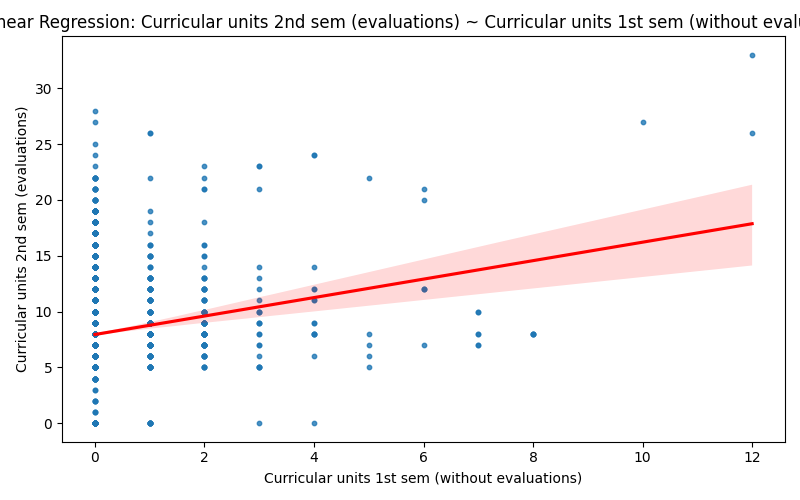 near Regression: Curricular units 2nd sem (evaluations) ~ Curricular units 1st sem (without evalu
Curricular units 2nd sem (evaluations)
30
25
20
15
10
5
0
0 2 4 6 8 10 12
Curricular units 1st sem (without evaluations)